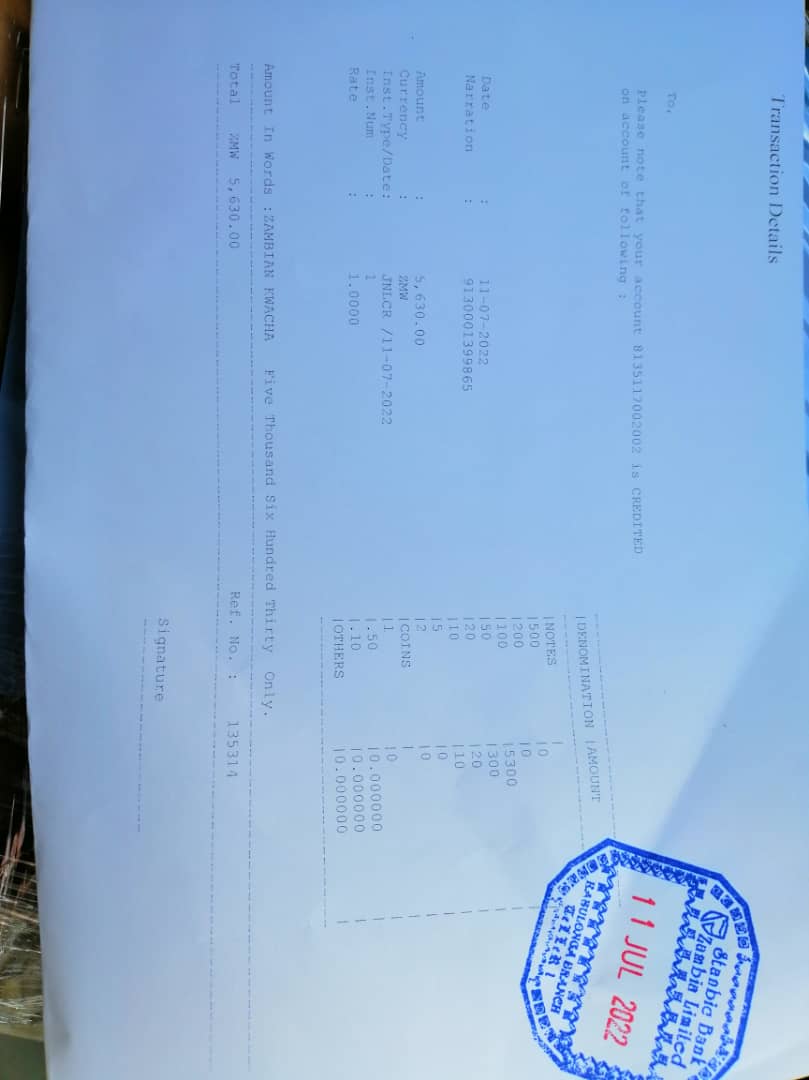 Transaction Details
To,
Please note that your account 8135117002002 is CREDITED
on account of following :
|DENOMINATION |AMOUNT
|NOTES |
|500 |0
|200 |0
|100 |5300
|50 |300
|20 |20
|10 |10
|5 |0
|2 |0
|COINS |
|1 |0
|.50 |0.000000
|.10 |0.000000
|OTHERS |0.000000
Date : 11-07-2022
Narration : 9130001399865
Amount : 5,630.00
Currency : ZMW
Inst.Type/Date: JNLCR /11-07-2022
Inst.Num : 1
Rate : 1.0000
Amount In Words : ZAMBIAN KWACHA Five Thousand Six Hundred Thirty Only.
Total ZMW 5,630.00 Ref. No. : 135314
Signature
Stanbic Bank
Zambia Limited
11 JUL 2022
KABULONGA BRANCH